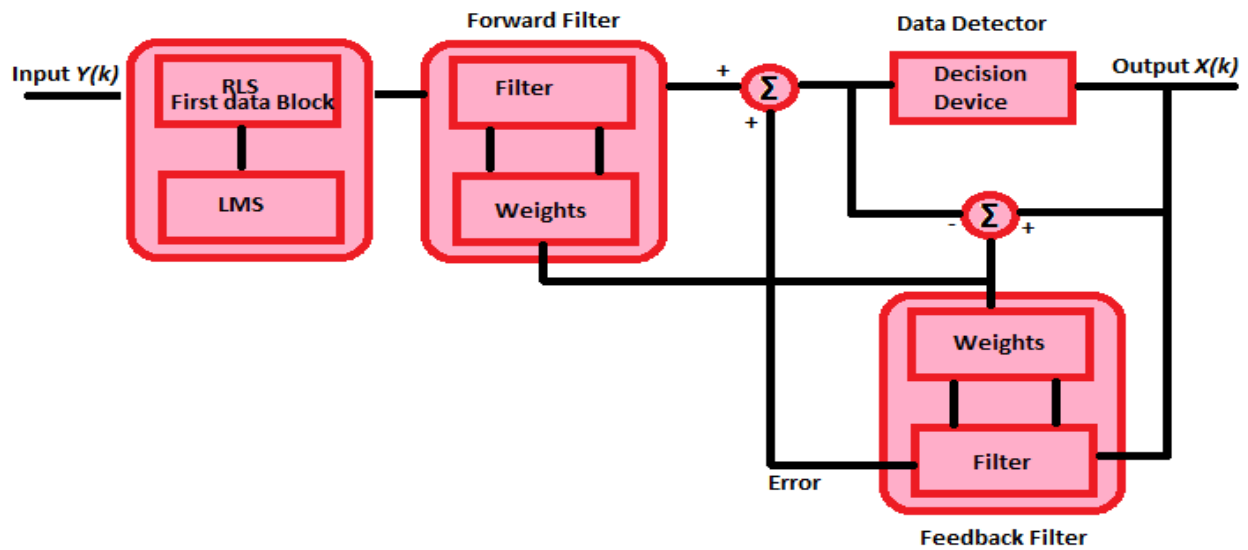 Forward Filter
Data Detector
Input Y(k)
RLS
First data Block
LMS
Filter
Weights
+
Σ
+
Decision
Device
Output X(k)
-
Σ
+
Weights
Filter
Error
Feedback Filter